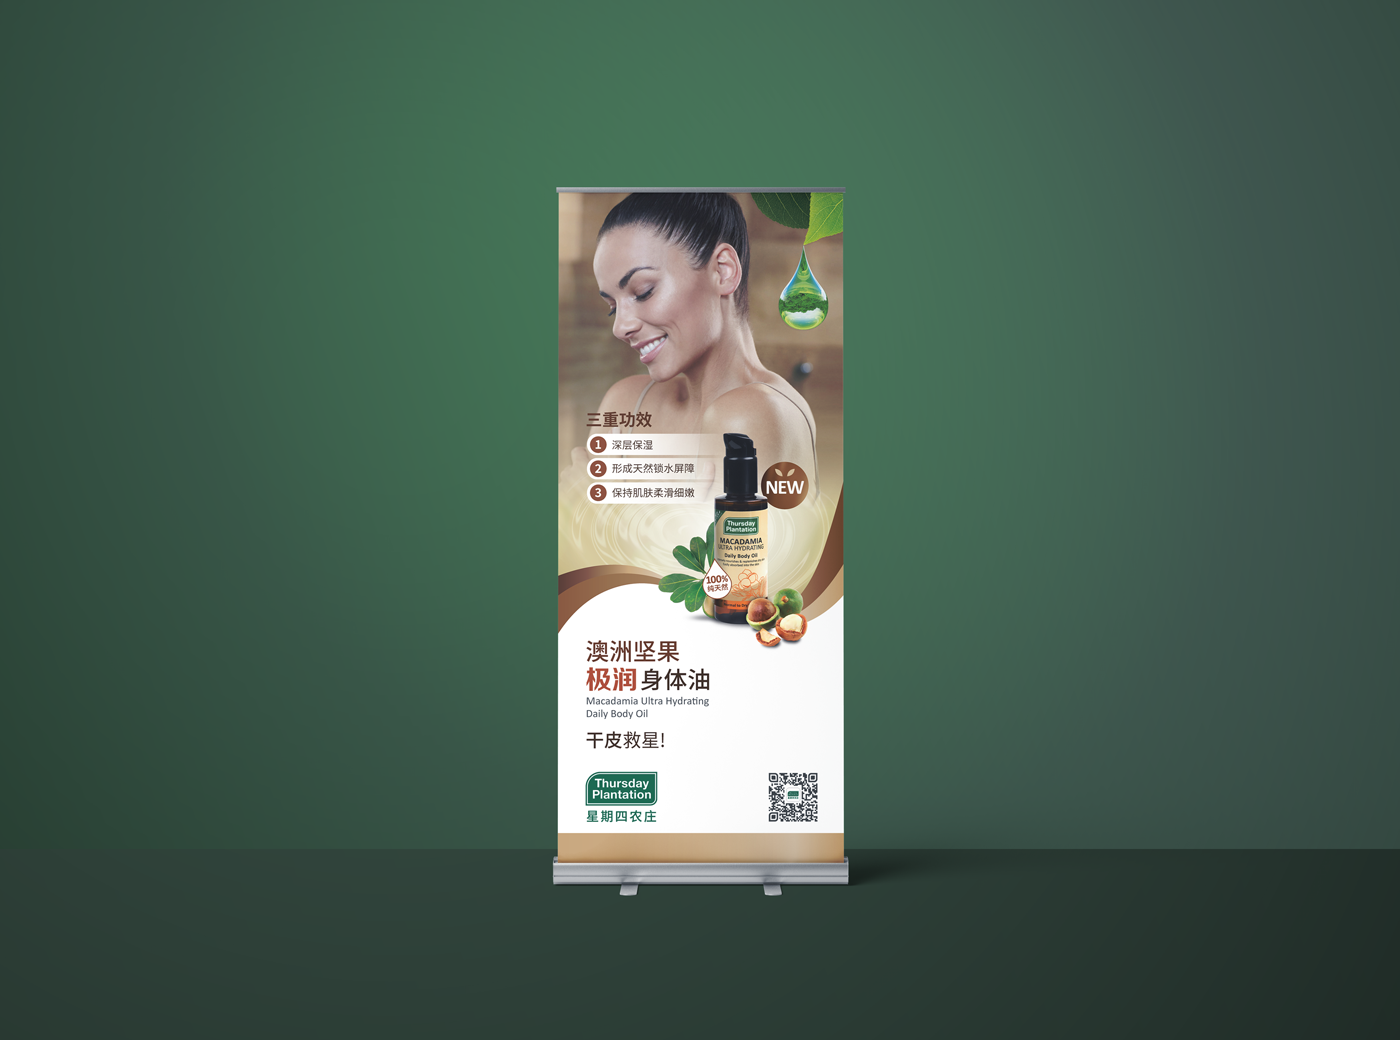 三重功效
1 深层保湿
2 形成天然锁水屏障
3 保持肌肤柔滑细嫩
NEW
Thursday
Plantation
MACADAMIA
ULTRA HYDRATING
Daily Body Oil
100%
纯天然
澳洲坚果
极润身体油
Macadamia Ultra Hydrating
Daily Body Oil
干皮救星!
Thursday
Plantation
星期四农庄